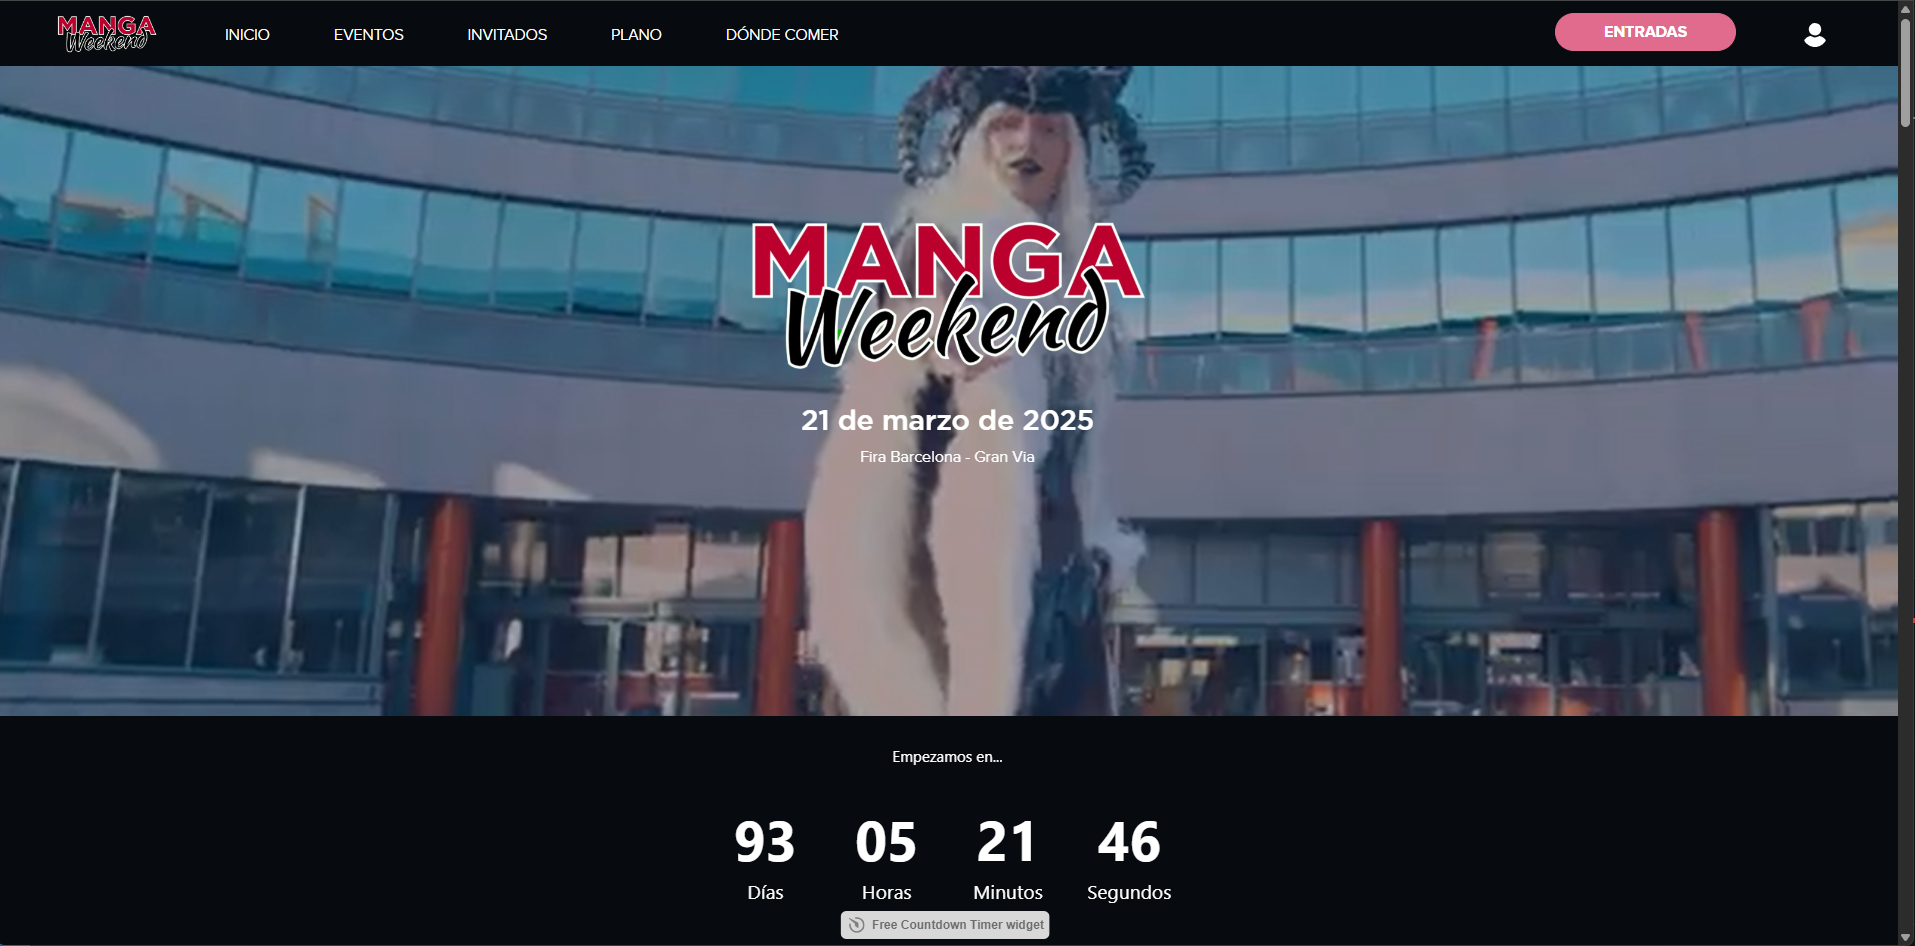 MANGA
Weekend
INICIO
EVENTOS
INVITADOS
PLANO
DÓNDE COMER
ENTRADAS
MANGA
Weekend
21 de marzo de 2025
Fira Barcelona - Gran Via
Empezamos en...
93 05 21 46
Días Horas Minutos Segundos
Free Countdown Timer widget